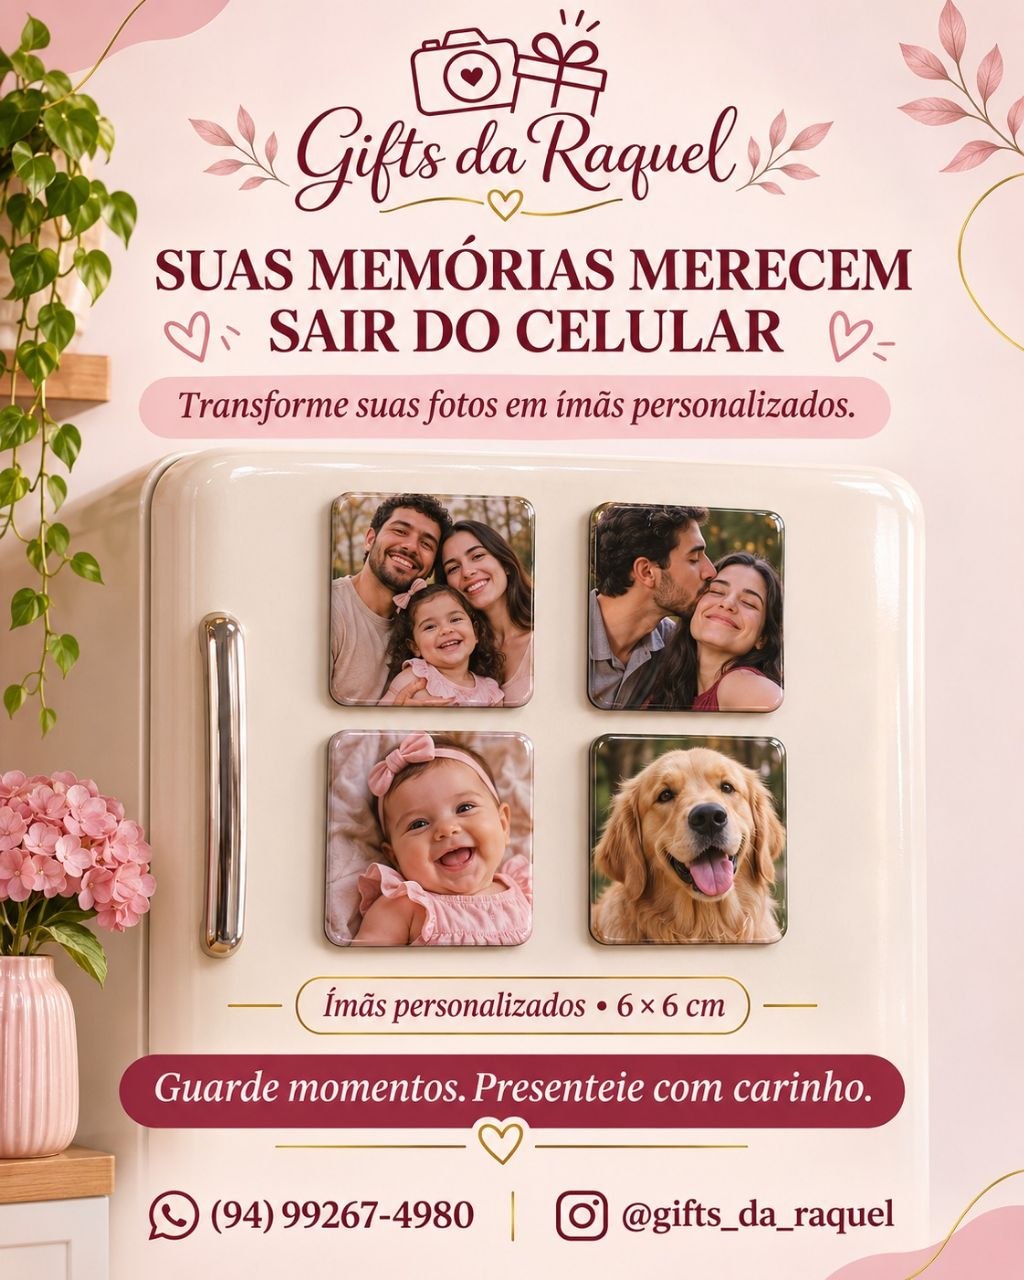 Gifts da Raquel
SUAS MEMÓRIAS MERECEM
SAIR DO CELULAR
Transforme suas fotos em ímãs personalizados.
Ímãs personalizados • 6 × 6 cm
Guarde momentos. Presenteie com carinho.
(94) 99267-4980
@gifts_da_raquel